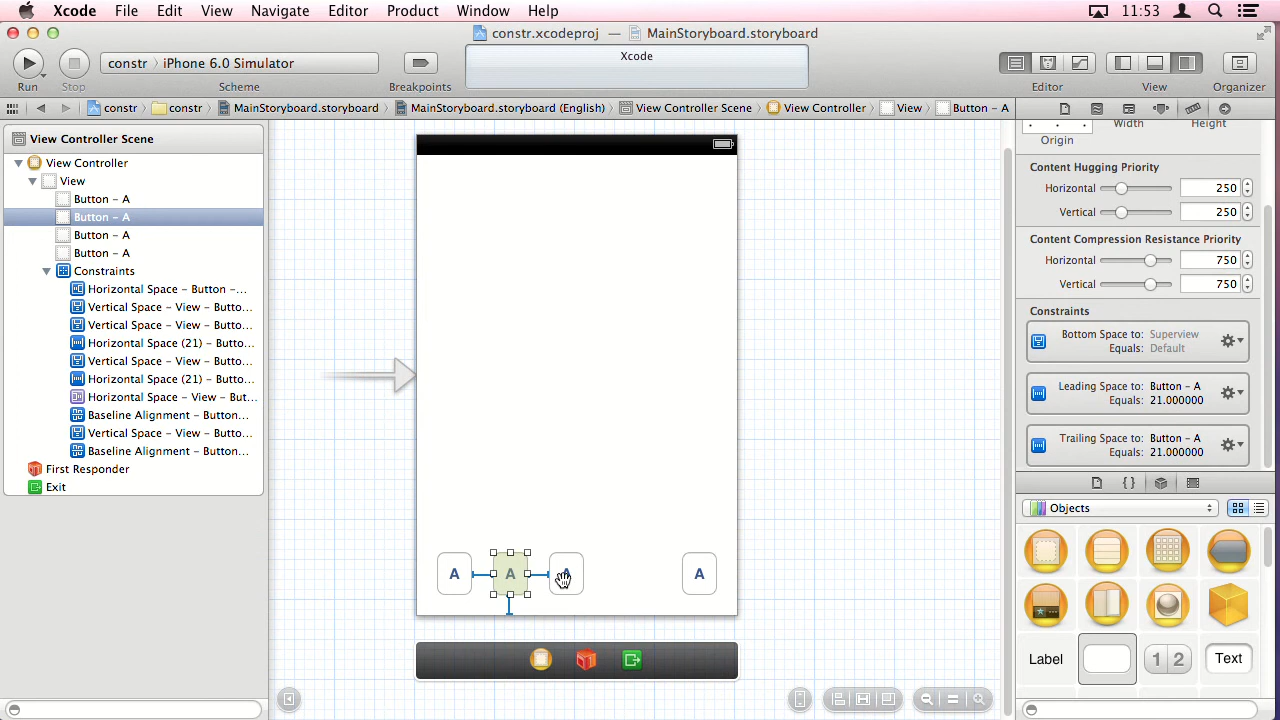 Xcode File Edit View Navigate Editor Product Window Help 11:53
constr.xcodeproj — MainStoryboard.storyboard
constr › iPhone 6.0 Simulator
Xcode
Run Stop Scheme Breakpoints Editor View Organizer
constr › constr › MainStoryboard.storyboard › MainStoryboard.storyboard (English) › View Controller Scene › View Controller › View › Button – A
View Controller Scene
View Controller
View
Button – A
Button – A
Button – A
Button – A
Constraints
Horizontal Space – Button –...
Vertical Space – View – Butto...
Vertical Space – View – Butto...
Horizontal Space (21) – Butto...
Vertical Space – View – Butto...
Horizontal Space (21) – Butto...
Horizontal Space – View – But...
Baseline Alignment – Button...
Vertical Space – View – Butto...
Baseline Alignment – Button...
First Responder
Exit
A A A
Width Height
Origin
Content Hugging Priority
Horizontal 250
Vertical 250
Content Compression Resistance Priority
Horizontal 750
Vertical 750
Constraints
Bottom Space to: Superview
Equals: Default
Leading Space to: Button – A
Equals: 21.000000
Trailing Space to: Button – A
Equals: 21.000000
{ }
Objects
Label 1 2 Text